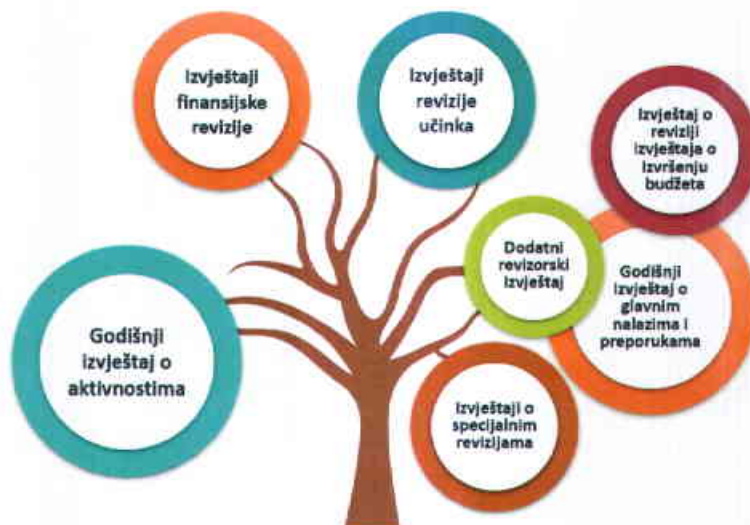 Izvještaji
finansijske
revizije
Izvještaji
revizije
učinka
Izvještaj o
reviziji
izvještaja o
izvršenju
budžeta
Dodatni
revizorski
izvještaj
Godišnji
izvještaj o
glavnim
nalazima i
preporukama
Godišnji
izvještaj o
aktivnostima
Izvještaji o
specijalnim
revizijama